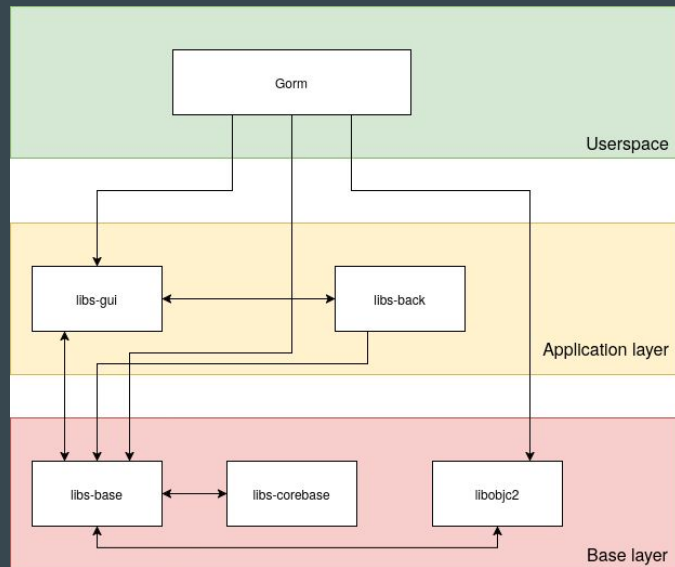 Gorm
Userspace
libs-gui
libs-back
Application layer
libs-base
libs-corebase
libobjc2
Base layer